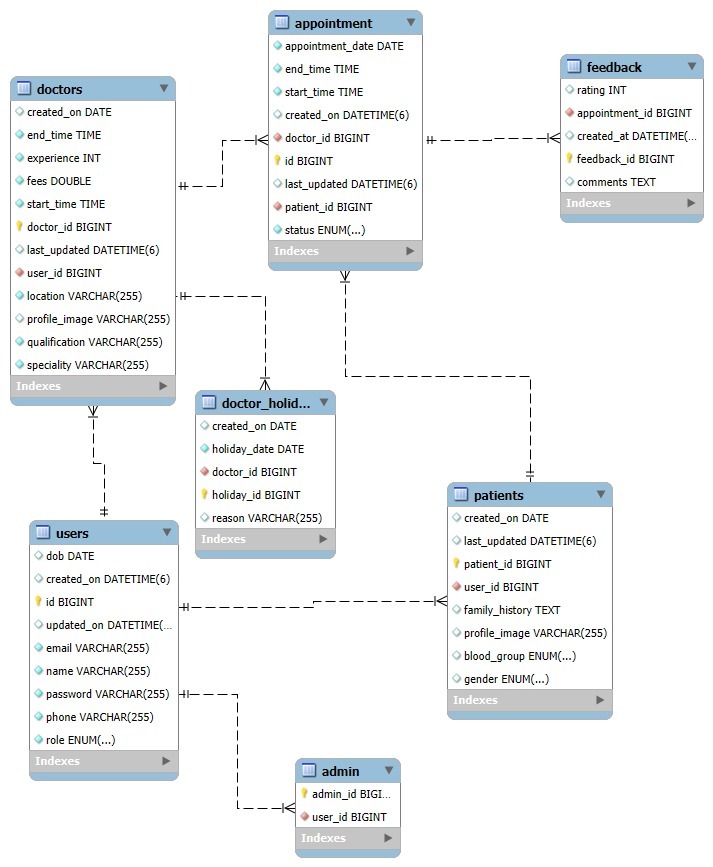 appointment
appointment_date DATE
end_time TIME
start_time TIME
created_on DATETIME(6)
doctor_id BIGINT
id BIGINT
last_updated DATETIME(6)
patient_id BIGINT
status ENUM(...)
Indexes
feedback
rating INT
appointment_id BIGINT
created_at DATETIME(...
feedback_id BIGINT
comments TEXT
Indexes
doctors
created_on DATE
end_time TIME
experience INT
fees DOUBLE
start_time TIME
doctor_id BIGINT
last_updated DATETIME(6)
user_id BIGINT
location VARCHAR(255)
profile_image VARCHAR(255)
qualification VARCHAR(255)
speciality VARCHAR(255)
Indexes
doctor_holid...
created_on DATE
holiday_date DATE
doctor_id BIGINT
holiday_id BIGINT
reason VARCHAR(255)
Indexes
patients
created_on DATE
last_updated DATETIME(6)
patient_id BIGINT
user_id BIGINT
family_history TEXT
profile_image VARCHAR(255)
blood_group ENUM(...)
gender ENUM(...)
Indexes
users
dob DATE
created_on DATETIME(6)
id BIGINT
updated_on DATETIME(...
email VARCHAR(255)
name VARCHAR(255)
password VARCHAR(255)
phone VARCHAR(255)
role ENUM(...)
Indexes
admin
admin_id BIGI...
user_id BIGINT
Indexes